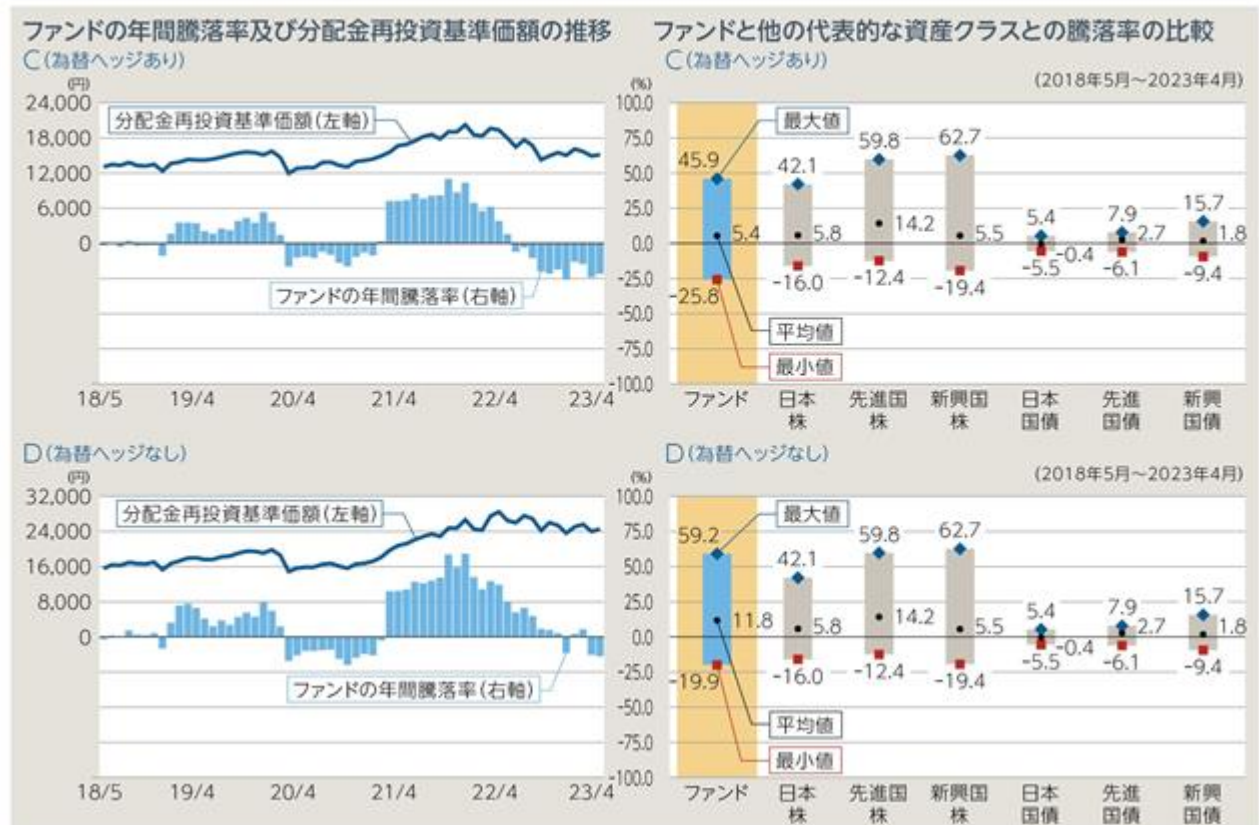 ファンドの年間騰落率及び分配金再投資基準価額の推移
C(為替ヘッジあり)
(円)
24,000
18,000
12,000
6,000
0
分配金再投資基準価額(左軸)
ファンドの年間騰落率(右軸)
18/5 19/4 20/4 21/4 22/4 23/4
ファンドと他の代表的な資産クラスとの騰落率の比較
C(為替ヘッジあり)
(2018年5月〜2023年4月)
(%)
100.0
75.0
50.0
25.0
0.0
-25.0
-50.0
-75.0
-100.0
最大値
45.9 42.1 59.8 62.7 5.4 7.9 15.7
5.4 5.8 14.2 5.5 -0.4 2.7 1.8
-25.8 -16.0 -12.4 -19.4 -5.5 -6.1 -9.4
平均値
最小値
ファンド 日本 先進国 新興国 日本 先進 新興
株 株 株 国債 国債 国債
D(為替ヘッジなし)
(円)
32,000
24,000
16,000
8,000
0
分配金再投資基準価額(左軸)
ファンドの年間騰落率(右軸)
18/5 19/4 20/4 21/4 22/4 23/4
D(為替ヘッジなし)
(2018年5月〜2023年4月)
(%)
100.0
75.0
50.0
25.0
0.0
-25.0
-50.0
-75.0
-100.0
最大値
59.2 42.1 59.8 62.7 5.4 7.9 15.7
11.8 5.8 14.2 5.5 -0.4 2.7 1.8
-19.9 -16.0 -12.4 -19.4 -5.5 -6.1 -9.4
平均値
最小値
ファンド 日本 先進国 新興国 日本 先進 新興
株 株 株 国債 国債 国債